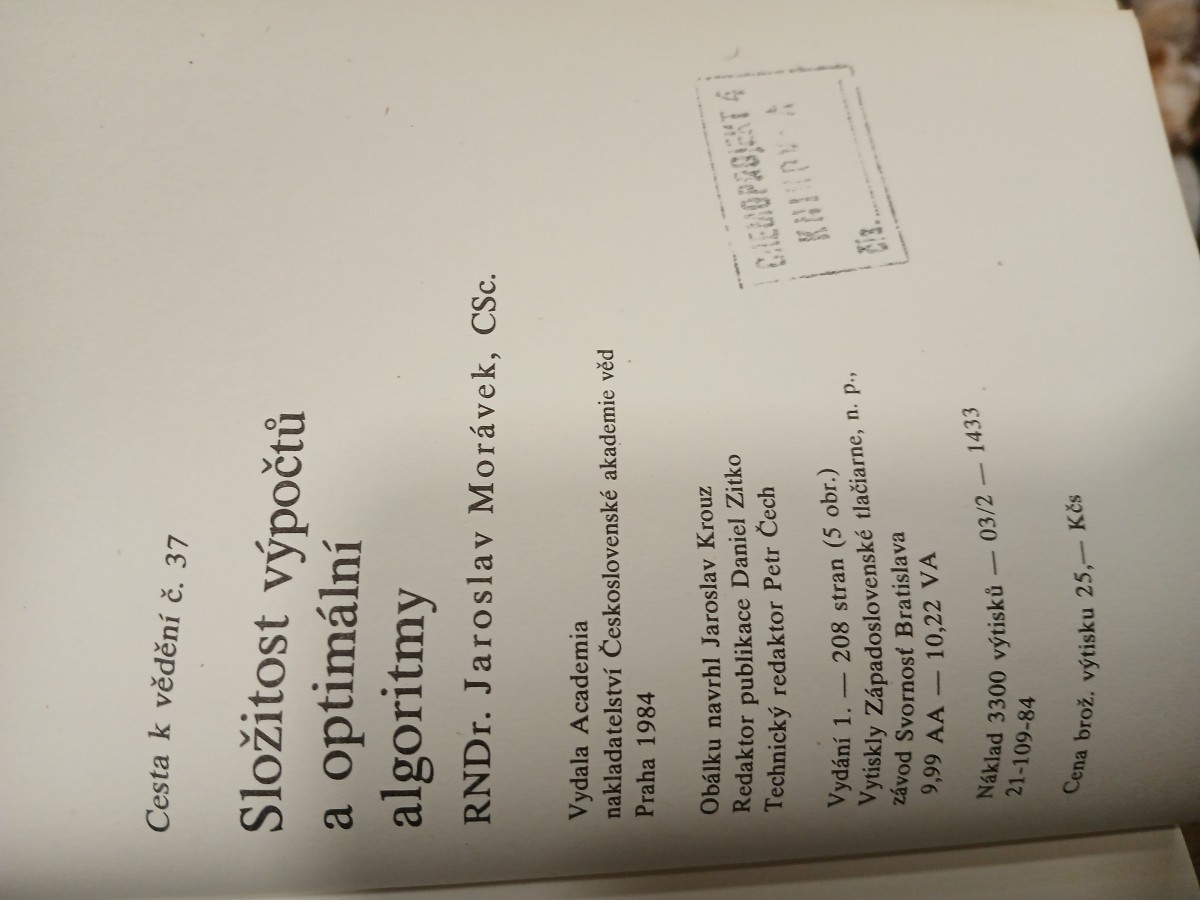 Cesta k vědění č. 37
Složitost výpočtů
a optimální
algoritmy
RNDr. Jaroslav Morávek, CSc.
Vydala Academia
nakladatelství Československé akademie věd
Praha 1984
Obálku navrhl Jaroslav Krouz
Redaktor publikace Daniel Zitko
Technický redaktor Petr Čech
Vydání 1. — 208 stran (5 obr.)
Vytiskly Západoslovenské tlačiarne, n. p.,
závod Svornosť Bratislava
9,99 AA — 10,22 VA
Náklad 3300 výtisků — 03/2 — 1433
21-109-84
Cena brož. výtisku 25,— Kčs
CHEMOPROJEKT 4
Čís.